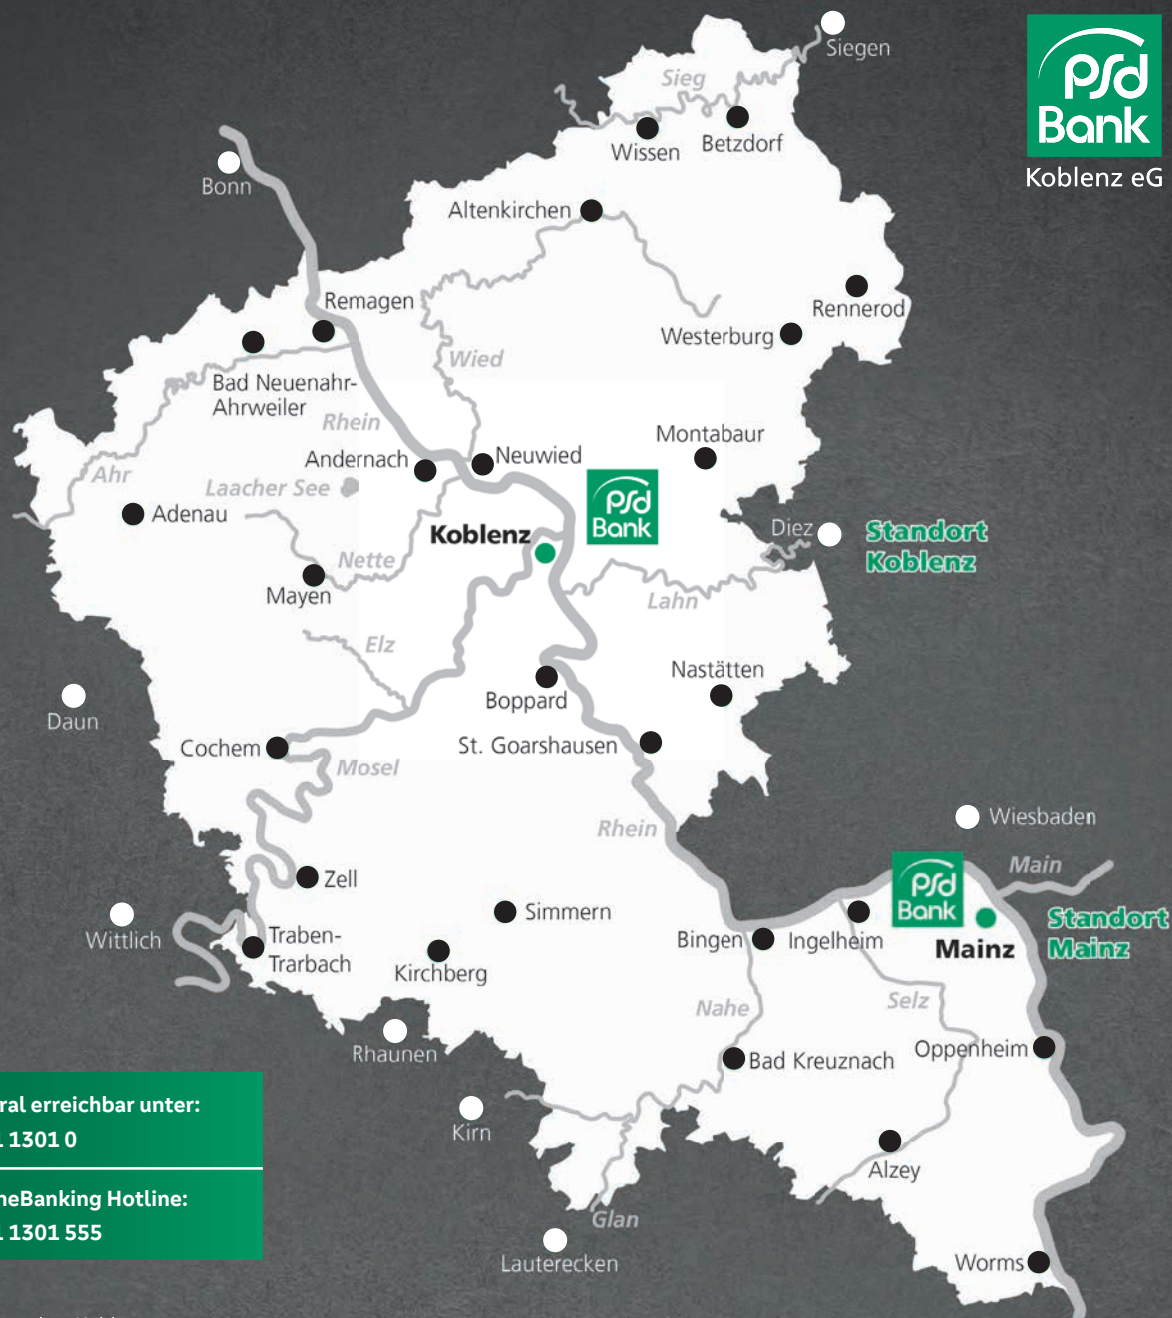 Siegen
psd
Bank
Koblenz eG
Sieg
Wissen
Betzdorf
Bonn
Altenkirchen
Remagen
Rennerod
Westerburg
Wied
Bad Neuenahr-
Ahrweiler
Rhein
Montabaur
Andernach
Neuwied
Ahr
Laacher See
Adenau
psd
Bank
Koblenz
Diez
Standort
Koblenz
Nette
Mayen
Lahn
Elz
Nastätten
Boppard
Daun
St. Goarshausen
Cochem
Mosel
Rhein
Wiesbaden
Main
psd
Bank
Zell
Simmern
Standort
Mainz
Wittlich
Traben-
Trarbach
Kirchberg
Bingen
Ingelheim
Mainz
Nahe
Selz
Rhaunen
Bad Kreuznach
Oppenheim
ral erreichbar unter:
1301 0
Kirn
Alzey
neBanking Hotline:
1301 555
Glan
Lauterecken
Worms